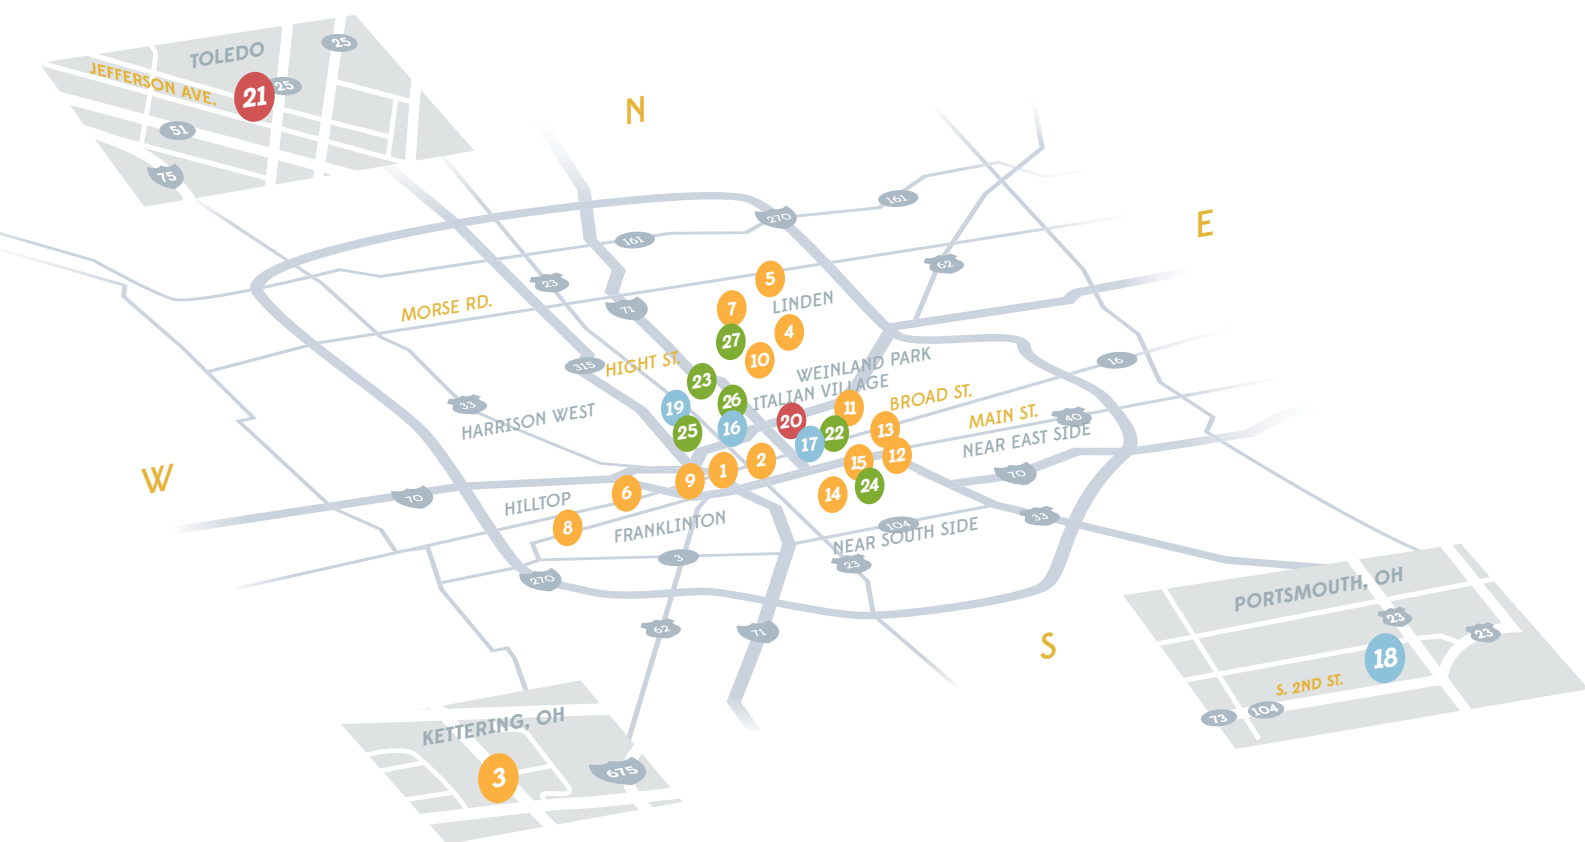 TOLEDO
25
JEFFERSON AVE.
21
25
51
75
N
E
W
S
161
270
161
23
62
71
MORSE RD.
5
7
LINDEN
4
27
10
315
HIGHT ST.
WEINLAND PARK
16
23
26
ITALIAN VILLAGE
BROAD ST.
33
HARRISON WEST
19
20
11
MAIN ST.
40
25
16
17
22
13
NEAR EAST SIDE
12
2
15
70
1
9
24
14
6
70
HILLTOP
8
FRANKLINTON
33
104
NEAR SOUTH SIDE
3
23
270
62
71
KETTERING, OH
3
675
PORTSMOUTH, OH
23
23
18
S. 2ND ST.
104
73